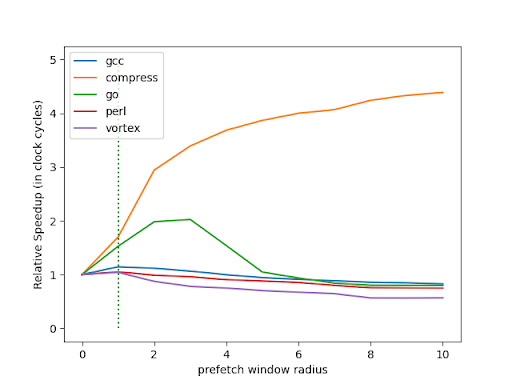 gcc
compress
go
perl
vortex
5
4
3
2
1
0
Relative Speedup (in clock cycles)
0
2
4
6
8
10
prefetch window radius